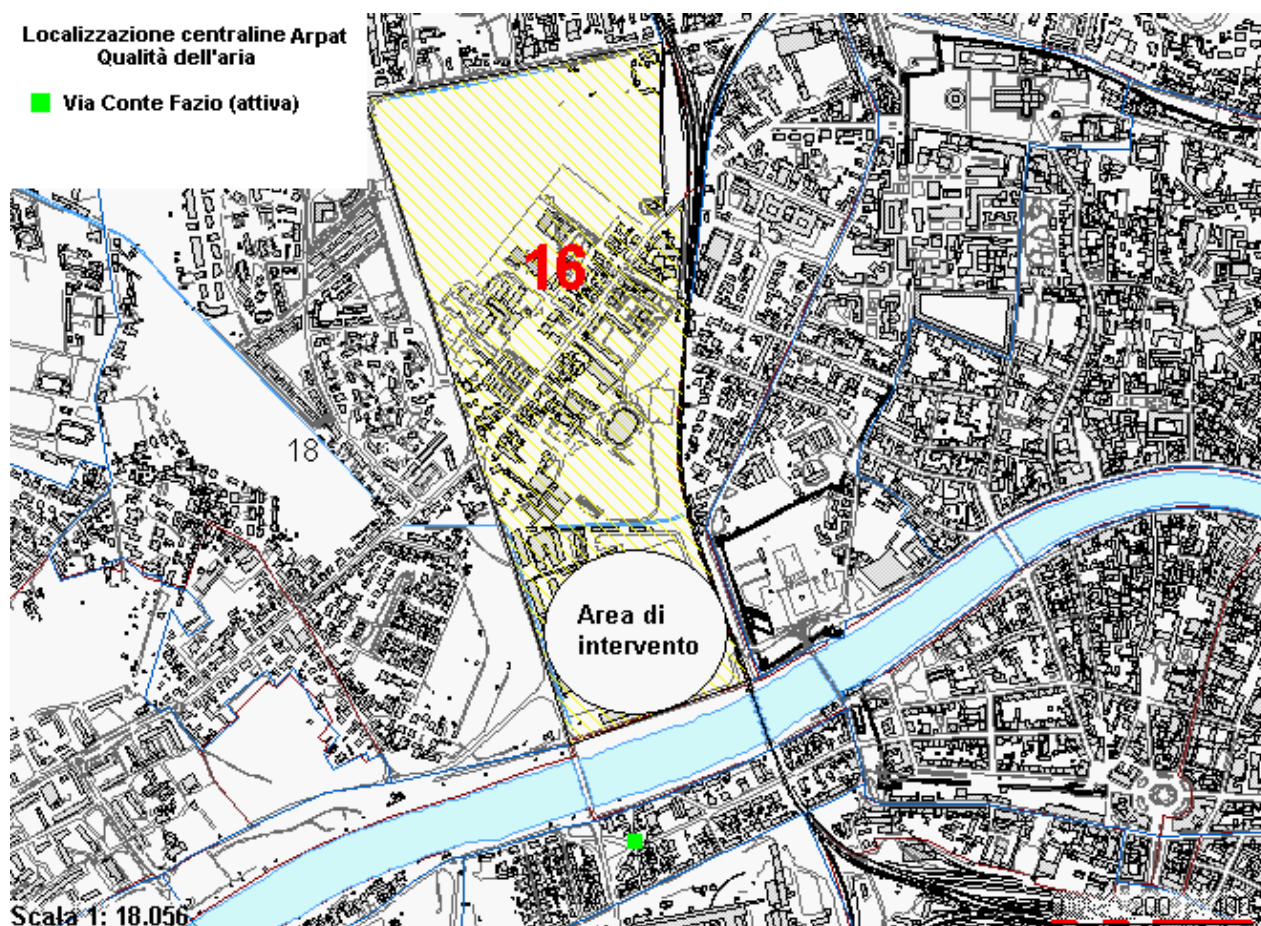 Localizzazione centraline Arpat
Qualità dell'aria
Via Conte Fazio (attiva)
16
18
Area di
intervento
Scala 1: 18.056
200
400